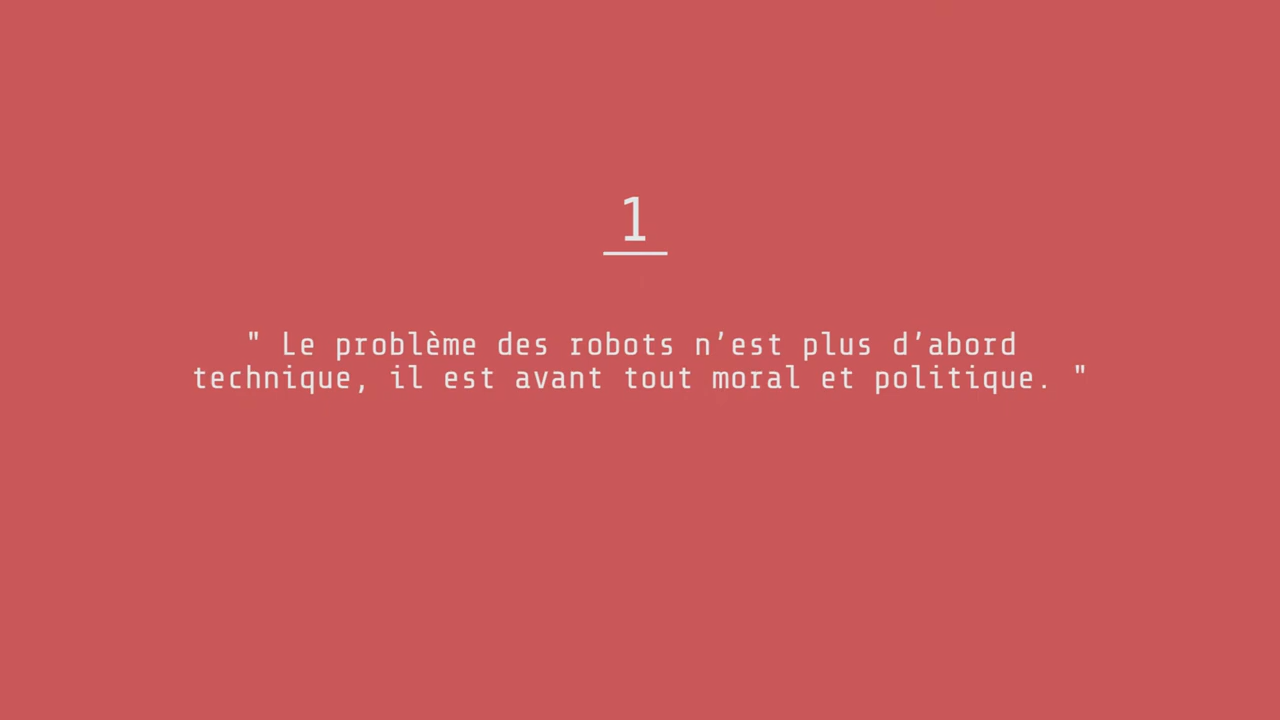 1
" Le problème des robots n’est plus d’abord
technique, il est avant tout moral et politique. "